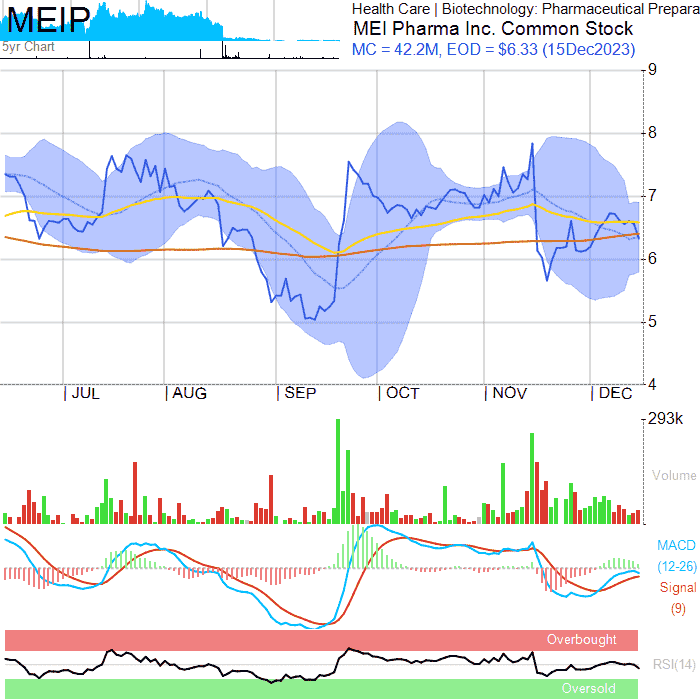 MEIP
5yr Chart
Health Care | Biotechnology: Pharmaceutical Prepara
MEI Pharma Inc. Common Stock
MC = 42.2M, EOD = $6.33 (15Dec2023)
9
8
7
6
5
4
JUL AUG SEP OCT NOV DEC
293k
Volume
MACD
(12-26)
Signal
(9)
Overbought
RSI(14)
Oversold